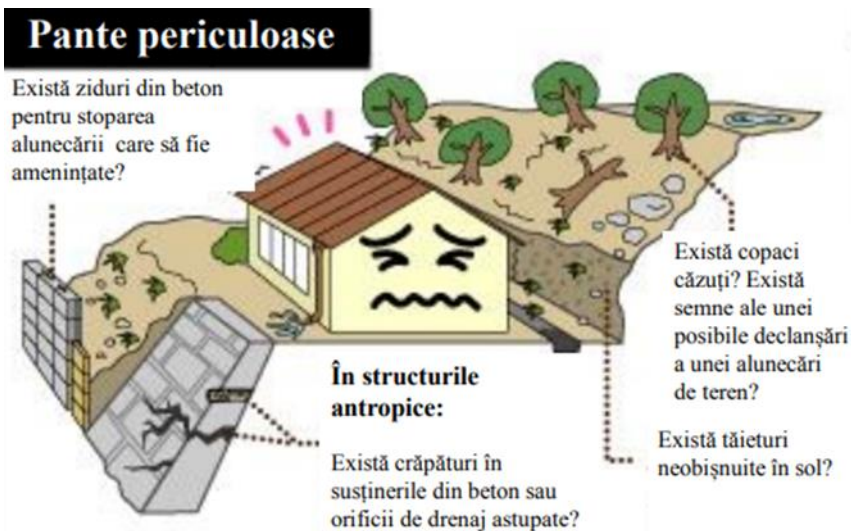 Pante periculoase
Există ziduri din beton
pentru stoparea
alunecării care să fie
amenințate?
Există copaci
căzuți? Există
semne ale unei
posibile declanșări
a unei alunecări
de teren?
Există tăieturi
neobișnuite în sol?
În structurile
antropice:
Există crăpături în
susținerile din beton sau
orificii de drenaj astupate?